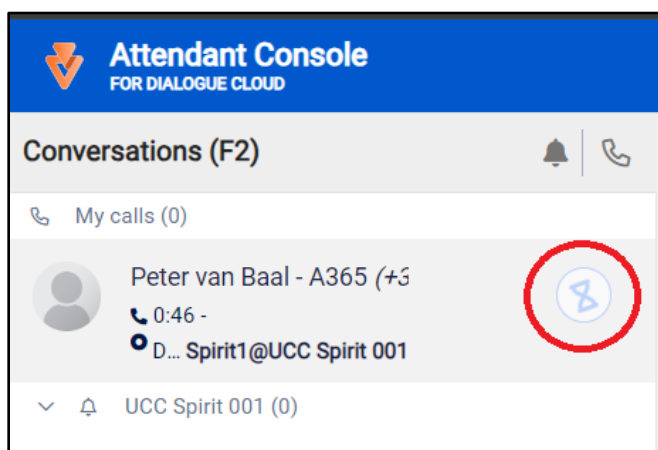 Attendant Console
FOR DIALOGUE CLOUD
Conversations (F2)
My calls (0)
Peter van Baal - A365 (+3
0:46 -
D... Spirit1@UCC Spirit 001
UCC Spirit 001 (0)